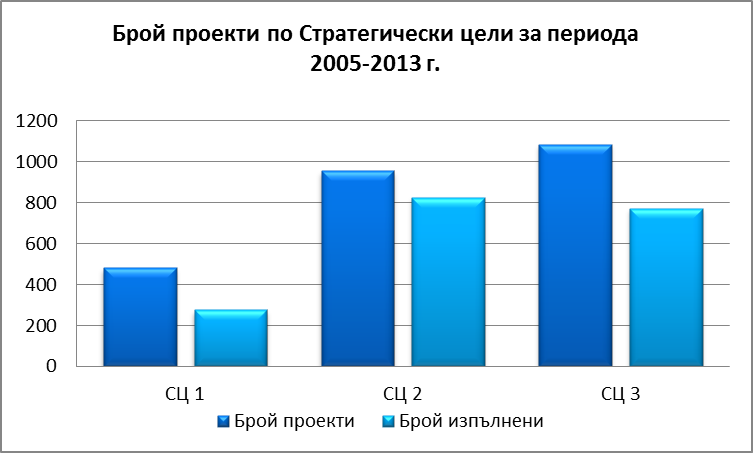 Брой проекти по Стратегически цели за периода
2005-2013 г.
1200
1000
800
600
400
200
0
СЦ 1
СЦ 2
СЦ 3
Брой проекти
Брой изпълнени